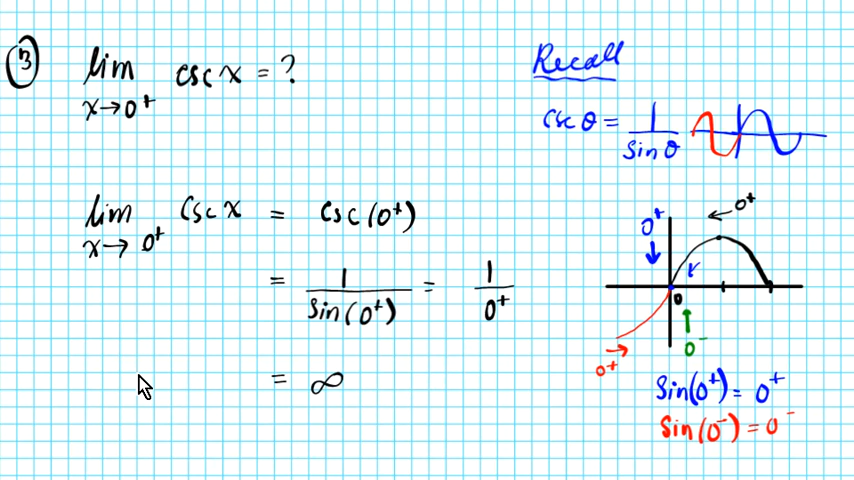 3 lim x→0⁺ csc x = ?
lim x→0⁺ csc x = csc(0⁺)
= 1/sin(0⁺) = 1/0⁺
= ∞
Recall
csc θ = 1/sin θ
0⁺
0⁺
0
0⁻
0⁺
sin(0⁺) = 0⁺
sin(0⁻) = 0⁻